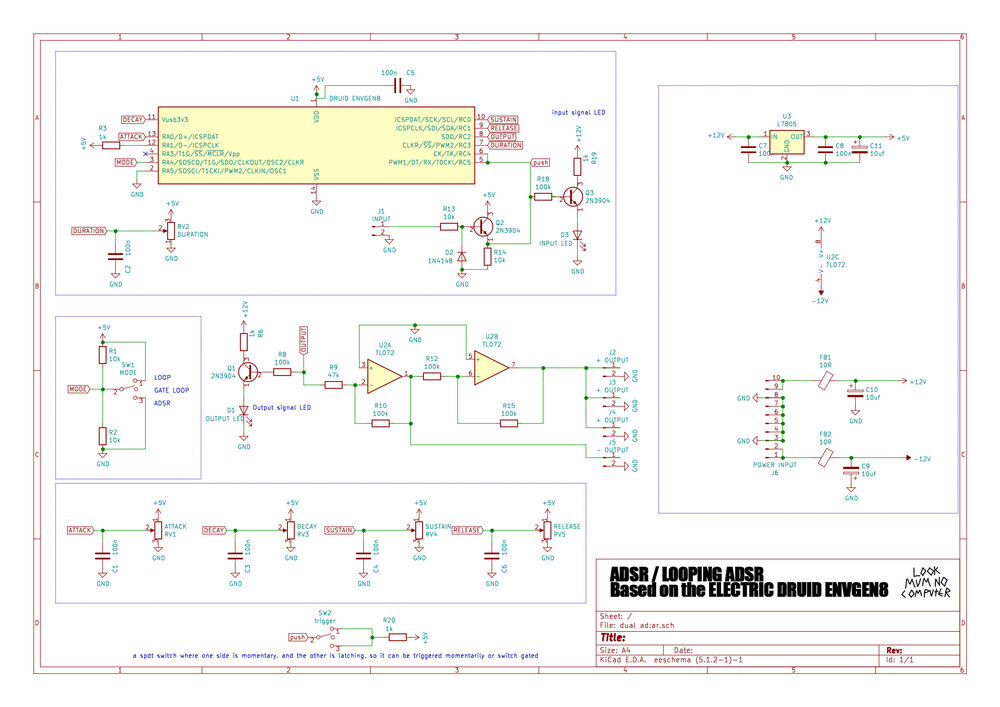 1 2 3 4 5 6
A
B
C
D
U1
DRUID ENVGEN8
+5V
100n
C5
VDD
VSS
14
GND
DECAY
11
Vusb3v3
ATTACK
13
RA0/D+/ICSPDAT
R3
1k
+5V
12
RA1/D-/ICSPCLK
4
RA3/T1G/SS/MCLR/Vpp
MODE
3
RA4/SOSCO/T1G/SDO/CLKOUT/OSC2/CLKR
2
RA5/SOSCI/T1CKI/PWM2/CLKIN/OSC1
GND
ICSPDAT/SCK/SCL/RC0
10
SUSTAIN
ICSPCLK/SDI/SDA/RC1
9
RELEASE
SDO/RC2
8
OUTPUT
CLKR/SS/PWM2/RC3
7
DURATION
CK/TK/RC4
6
PWM1/DT/RX/T0CKI/RC5
5
push
input signal LED
+12V
1k
R19
R18
100k
Q3
2N3904
D3
INPUT LED
GND
+5V
Q2
2N3904
R13
100k
J1
INPUT
1
2
GND
D2
1N4148
R14
10k
GND
DURATION
+5V
RV2
DURATION
GND
100n
C2
GND
+5V
R1
10k
SW1
MODE
MODE
R2
10k
GND
LOOP
GATE LOOP
ADSR
+12V
1k
R6
Q1
2N3904
R8
100k
OUTPUT
D1
OUTPUT LED
Output signal LED
GND
R9
47k
U2A
TL072
R10
100k
GND
R12
100k
U2B
TL072
R15
100k
J2
+ OUTPUT
GND
J3
+ OUTPUT
GND
J4
+ OUTPUT
GND
J5
- OUTPUT
GND
ATTACK
+5V
ATTACK
RV1
GND
100n
C1
GND
DECAY
+5V
DECAY
RV3
GND
100n
C3
GND
SUSTAIN
+5V
SUSTAIN
RV4
GND
100n
C4
GND
RELEASE
+5V
RELEASE
RV5
GND
100n
C6
GND
SW2
trigger
push
R20
1k
+5V
a spdt switch where one side is momentary. and the other is latching. so it can be triggered momentarily or switch gated
U3
L7805
+12V
IN
OUT
GND
+5V
C7
C8
100n
C11
10uf
GND
+12V
8
V+
U2C
TL072
V-
4
-12V
FB1
10R
+12V
C10
10uf
GND
10
9
8
7
6
5
4
3
2
1
GND
GND
POWER INPUT
J6
FB2
10R
-12V
C9
10uf
GND
ADSR / LOOPING ADSR
Based on the ELECTRIC DRUID ENVGEN8
LOOK
MVM NO
COMPUTER
Sheet: /
File: dual ad:ar.sch
Title:
Size: A4
Date:
Rev:
KiCad E.D.A. eeschema (5.1.2-1)-1
Id: 1/1
1 2 3 4 5 6